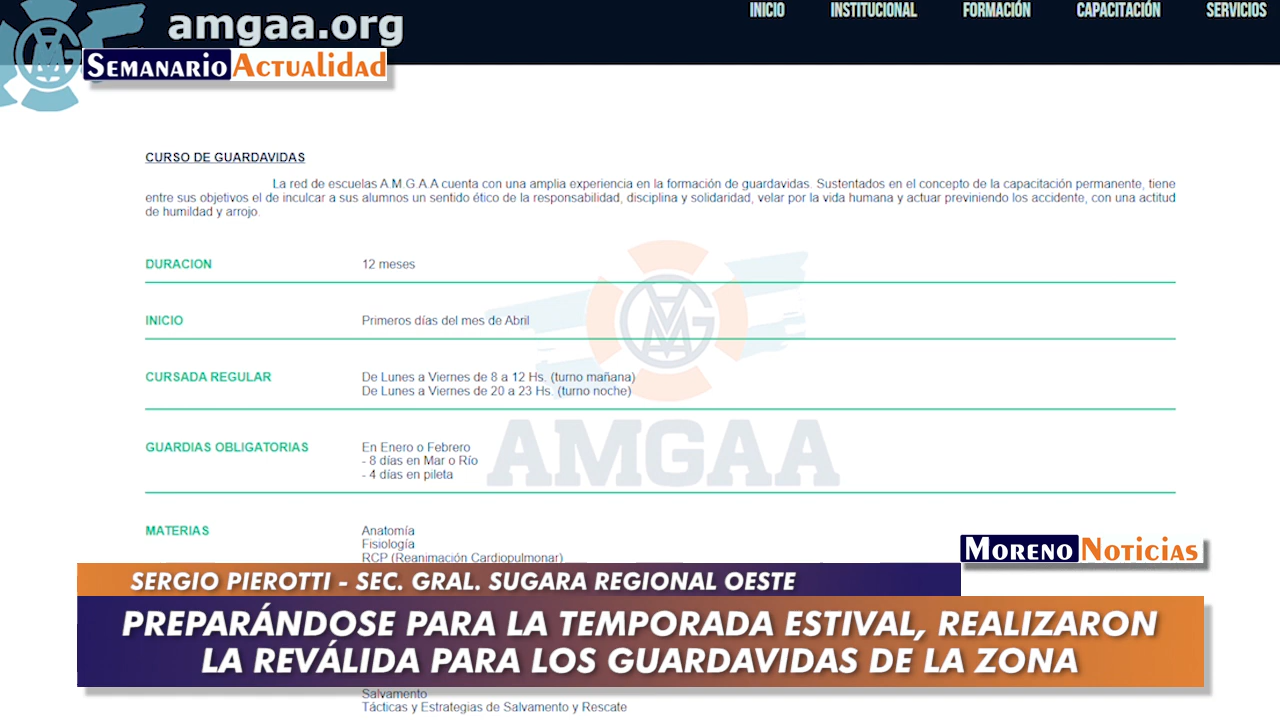 amgaa.org
INICIO INSTITUCIONAL FORMACIÓN CAPACITACIÓN SERVICIOS
SEMANARIO ACTUALIDAD
CURSO DE GUARDAVIDAS
La red de escuelas A.M.G.A.A cuenta con una amplia experiencia en la formación de guardavidas. Sustentados en el concepto de la capacitación permanente, tiene
entre sus objetivos el de inculcar a sus alumnos un sentido ético de la responsabilidad, disciplina y solidaridad, velar por la vida humana y actuar previniendo los accidente, con una actitud
de humildad y arrojo.
DURACION 12 meses
INICIO Primeros días del mes de Abril
CURSADA REGULAR De Lunes a Viernes de 8 a 12 Hs. (turno mañana)
De Lunes a Viernes de 20 a 23 Hs. (turno noche)
AMGAA
GUARDIAS OBLIGATORIAS En Enero o Febrero
- 8 días en Mar o Río
- 4 días en pileta
MATERIAS Anatomía
Fisiología
RCP (Reanimación Cardiopulmonar)
MORENO NOTICIAS
SERGIO PIEROTTI - SEC. GRAL. SUGARA REGIONAL OESTE
PREPARÁNDOSE PARA LA TEMPORADA ESTIVAL, REALIZARON
LA REVÁLIDA PARA LOS GUARDAVIDAS DE LA ZONA
Salvamento
Tácticas y Estrategias de Salvamento y Rescate